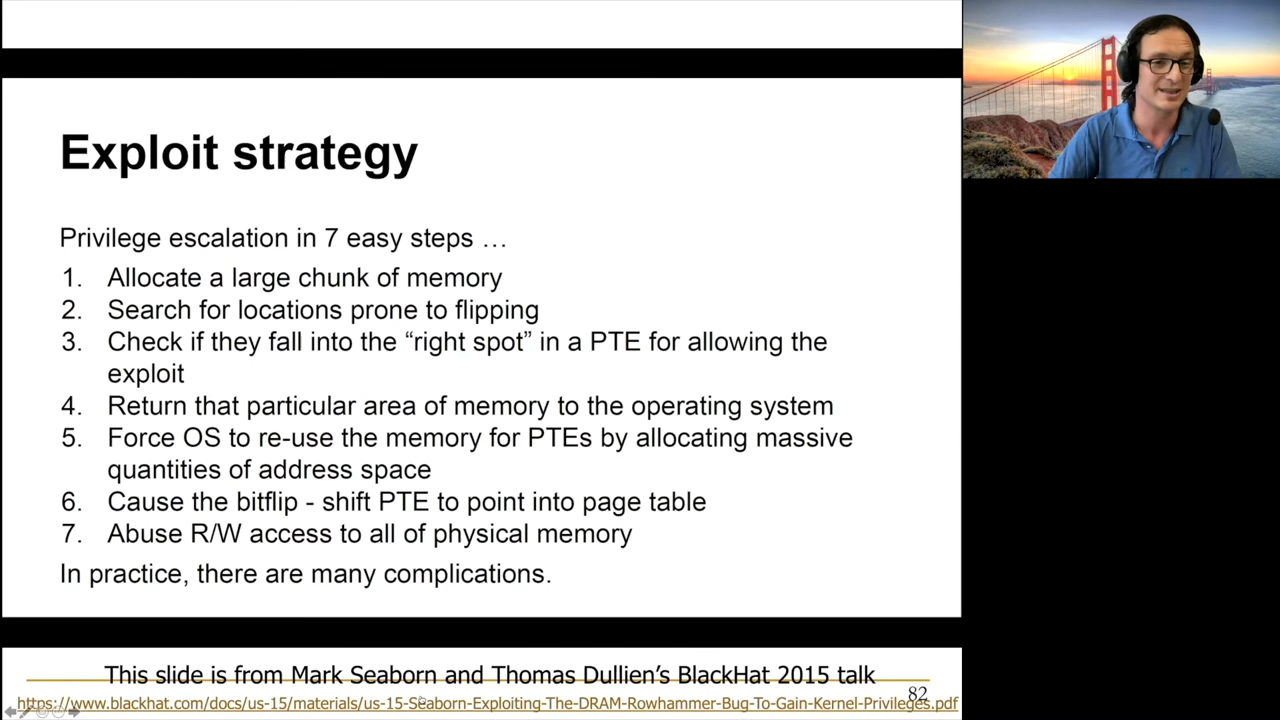 Exploit strategy
Privilege escalation in 7 easy steps …
1. Allocate a large chunk of memory
2. Search for locations prone to flipping
3. Check if they fall into the “right spot” in a PTE for allowing the
exploit
4. Return that particular area of memory to the operating system
5. Force OS to re-use the memory for PTEs by allocating massive
quantities of address space
6. Cause the bitflip - shift PTE to point into page table
7. Abuse R/W access to all of physical memory
In practice, there are many complications.
This slide is from Mark Seaborn and Thomas Dullien’s BlackHat 2015 talk
82
https://www.blackhat.com/docs/us-15/materials/us-15-Seaborn-Exploiting-The-DRAM-Rowhammer-Bug-To-Gain-Kernel-Privileges.pdf